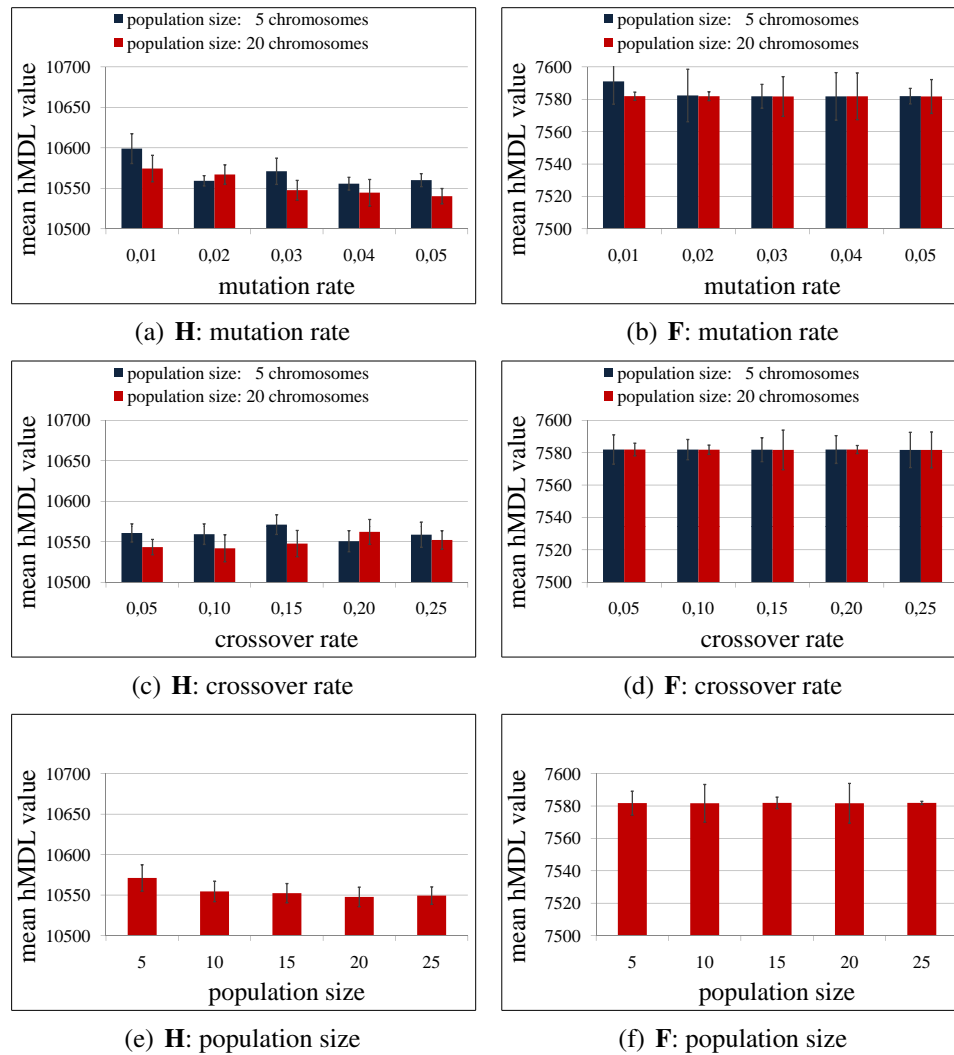 population size: 5 chromosomes
population size: 20 chromosomes
mean hMDL value
10700
10650
10600
10550
10500
0,01 0,02 0,03 0,04 0,05
mutation rate
(a) H: mutation rate
population size: 5 chromosomes
population size: 20 chromosomes
mean hMDL value
7600
7580
7560
7540
7520
7500
0,01 0,02 0,03 0,04 0,05
mutation rate
(b) F: mutation rate
population size: 5 chromosomes
population size: 20 chromosomes
mean hMDL value
10700
10650
10600
10550
10500
0,05 0,10 0,15 0,20 0,25
crossover rate
(c) H: crossover rate
population size: 5 chromosomes
population size: 20 chromosomes
mean hMDL value
7600
7580
7560
7540
7520
7500
0,05 0,10 0,15 0,20 0,25
crossover rate
(d) F: crossover rate
mean hMDL value
10700
10650
10600
10550
10500
5 10 15 20 25
population size
(e) H: population size
mean hMDL value
7600
7580
7560
7540
7520
7500
5 10 15 20 25
population size
(f) F: population size